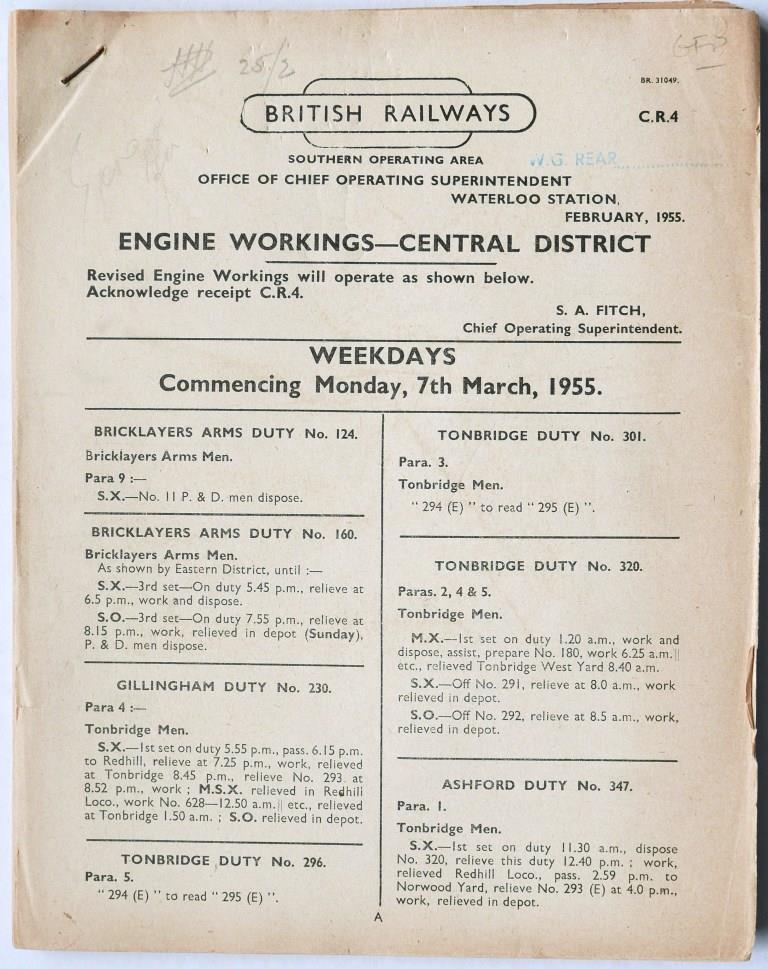 25/2
BR. 31049.
BRITISH RAILWAYS
C.R.4
SOUTHERN OPERATING AREA
W.G. REAR
OFFICE OF CHIEF OPERATING SUPERINTENDENT
WATERLOO STATION,
FEBRUARY, 1955.
ENGINE WORKINGS—CENTRAL DISTRICT
Revised Engine Workings will operate as shown below.
Acknowledge receipt C.R.4.
S. A. FITCH,
Chief Operating Superintendent.
WEEKDAYS
Commencing Monday, 7th March, 1955.
BRICKLAYERS ARMS DUTY No. 124.
Bricklayers Arms Men.
Para 9 :—
S.X.—No. 11 P. & D. men dispose.
BRICKLAYERS ARMS DUTY No. 160.
Bricklayers Arms Men.
As shown by Eastern District, until :—
S.X.—3rd set—On duty 5.45 p.m., relieve at
6.5 p.m., work and dispose.
S.O.—3rd set—On duty 7.55 p.m., relieve at
8.15 p.m., work, relieved in depot (Sunday),
P. & D. men dispose.
GILLINGHAM DUTY No. 230.
Para 4 :—
Tonbridge Men.
S.X.—1st set on duty 5.55 p.m., pass. 6.15 p.m.
to Redhill, relieve at 7.25 p.m., work, relieved
at Tonbridge 8.45 p.m., relieve No. 293 at
8.52 p.m., work ; M.S.X. relieved in Redhill
Loco., work No. 628—12.50 a.m.|| etc., relieved
at Tonbridge 1.50 a.m. ; S.O. relieved in depot.
TONBRIDGE DUTY No. 296.
Para. 5.
" 294 (E) " to read " 295 (E) ".
TONBRIDGE DUTY No. 301.
Para. 3.
Tonbridge Men.
" 294 (E) " to read " 295 (E) ".
TONBRIDGE DUTY No. 320.
Paras. 2, 4 & 5.
Tonbridge Men.
M.X.—1st set on duty 1.20 a.m., work and
dispose, assist, prepare No. 180, work 6.25 a.m.||
etc., relieved Tonbridge West Yard 8.40 a.m.
S.X.—Off No. 291, relieve at 8.0 a.m., work
relieved in depot.
S.O.—Off No. 292, relieve at 8.5 a.m., work,
relieved in depot.
ASHFORD DUTY No. 347.
Para. 1.
Tonbridge Men.
S.X.—1st set on duty 11.30 a.m., dispose
No. 320, relieve this duty 12.40 p.m. ; work,
relieved Redhill Loco., pass. 2.59 p.m. to
Norwood Yard, relieve No. 293 (E) at 4.0 p.m.,
work, relieved in depot.
A